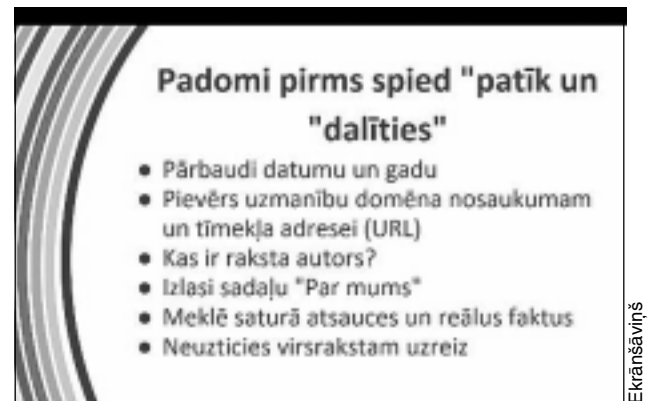 Padomi pirms spied "patīk un
"dalīties"
● Pārbaudi datumu un gadu
● Pievērs uzmanību domēna nosaukumam
un tīmekļa adresei (URL)
● Kas ir raksta autors?
● Izlasi sadaļu "Par mums"
● Meklē saturā atsauces un reālus faktus
● Neuzticies virsrakstam uzreiz
Ekrānšāviņš